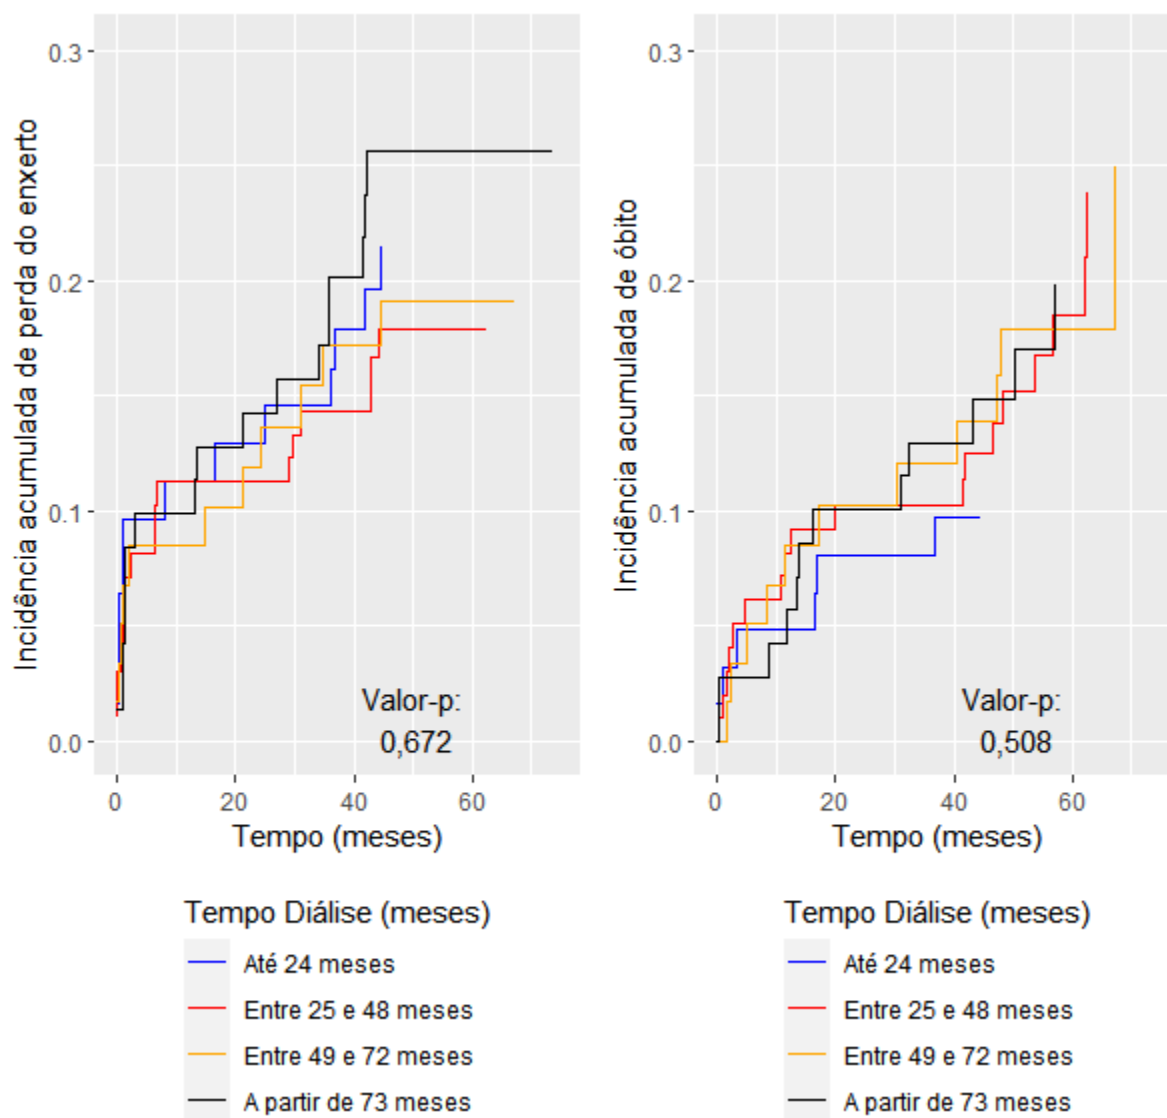 Incidência acumulada de perda do enxerto
0.3
0.2
0.1
0.0
Valor-p:
0,672
0 20 40 60
Tempo (meses)
Tempo Diálise (meses)
Até 24 meses
Entre 25 e 48 meses
Entre 49 e 72 meses
A partir de 73 meses
Incidência acumulada de óbito
0.3
0.2
0.1
0.0
Valor-p:
0,508
0 20 40 60
Tempo (meses)
Tempo Diálise (meses)
Até 24 meses
Entre 25 e 48 meses
Entre 49 e 72 meses
A partir de 73 meses